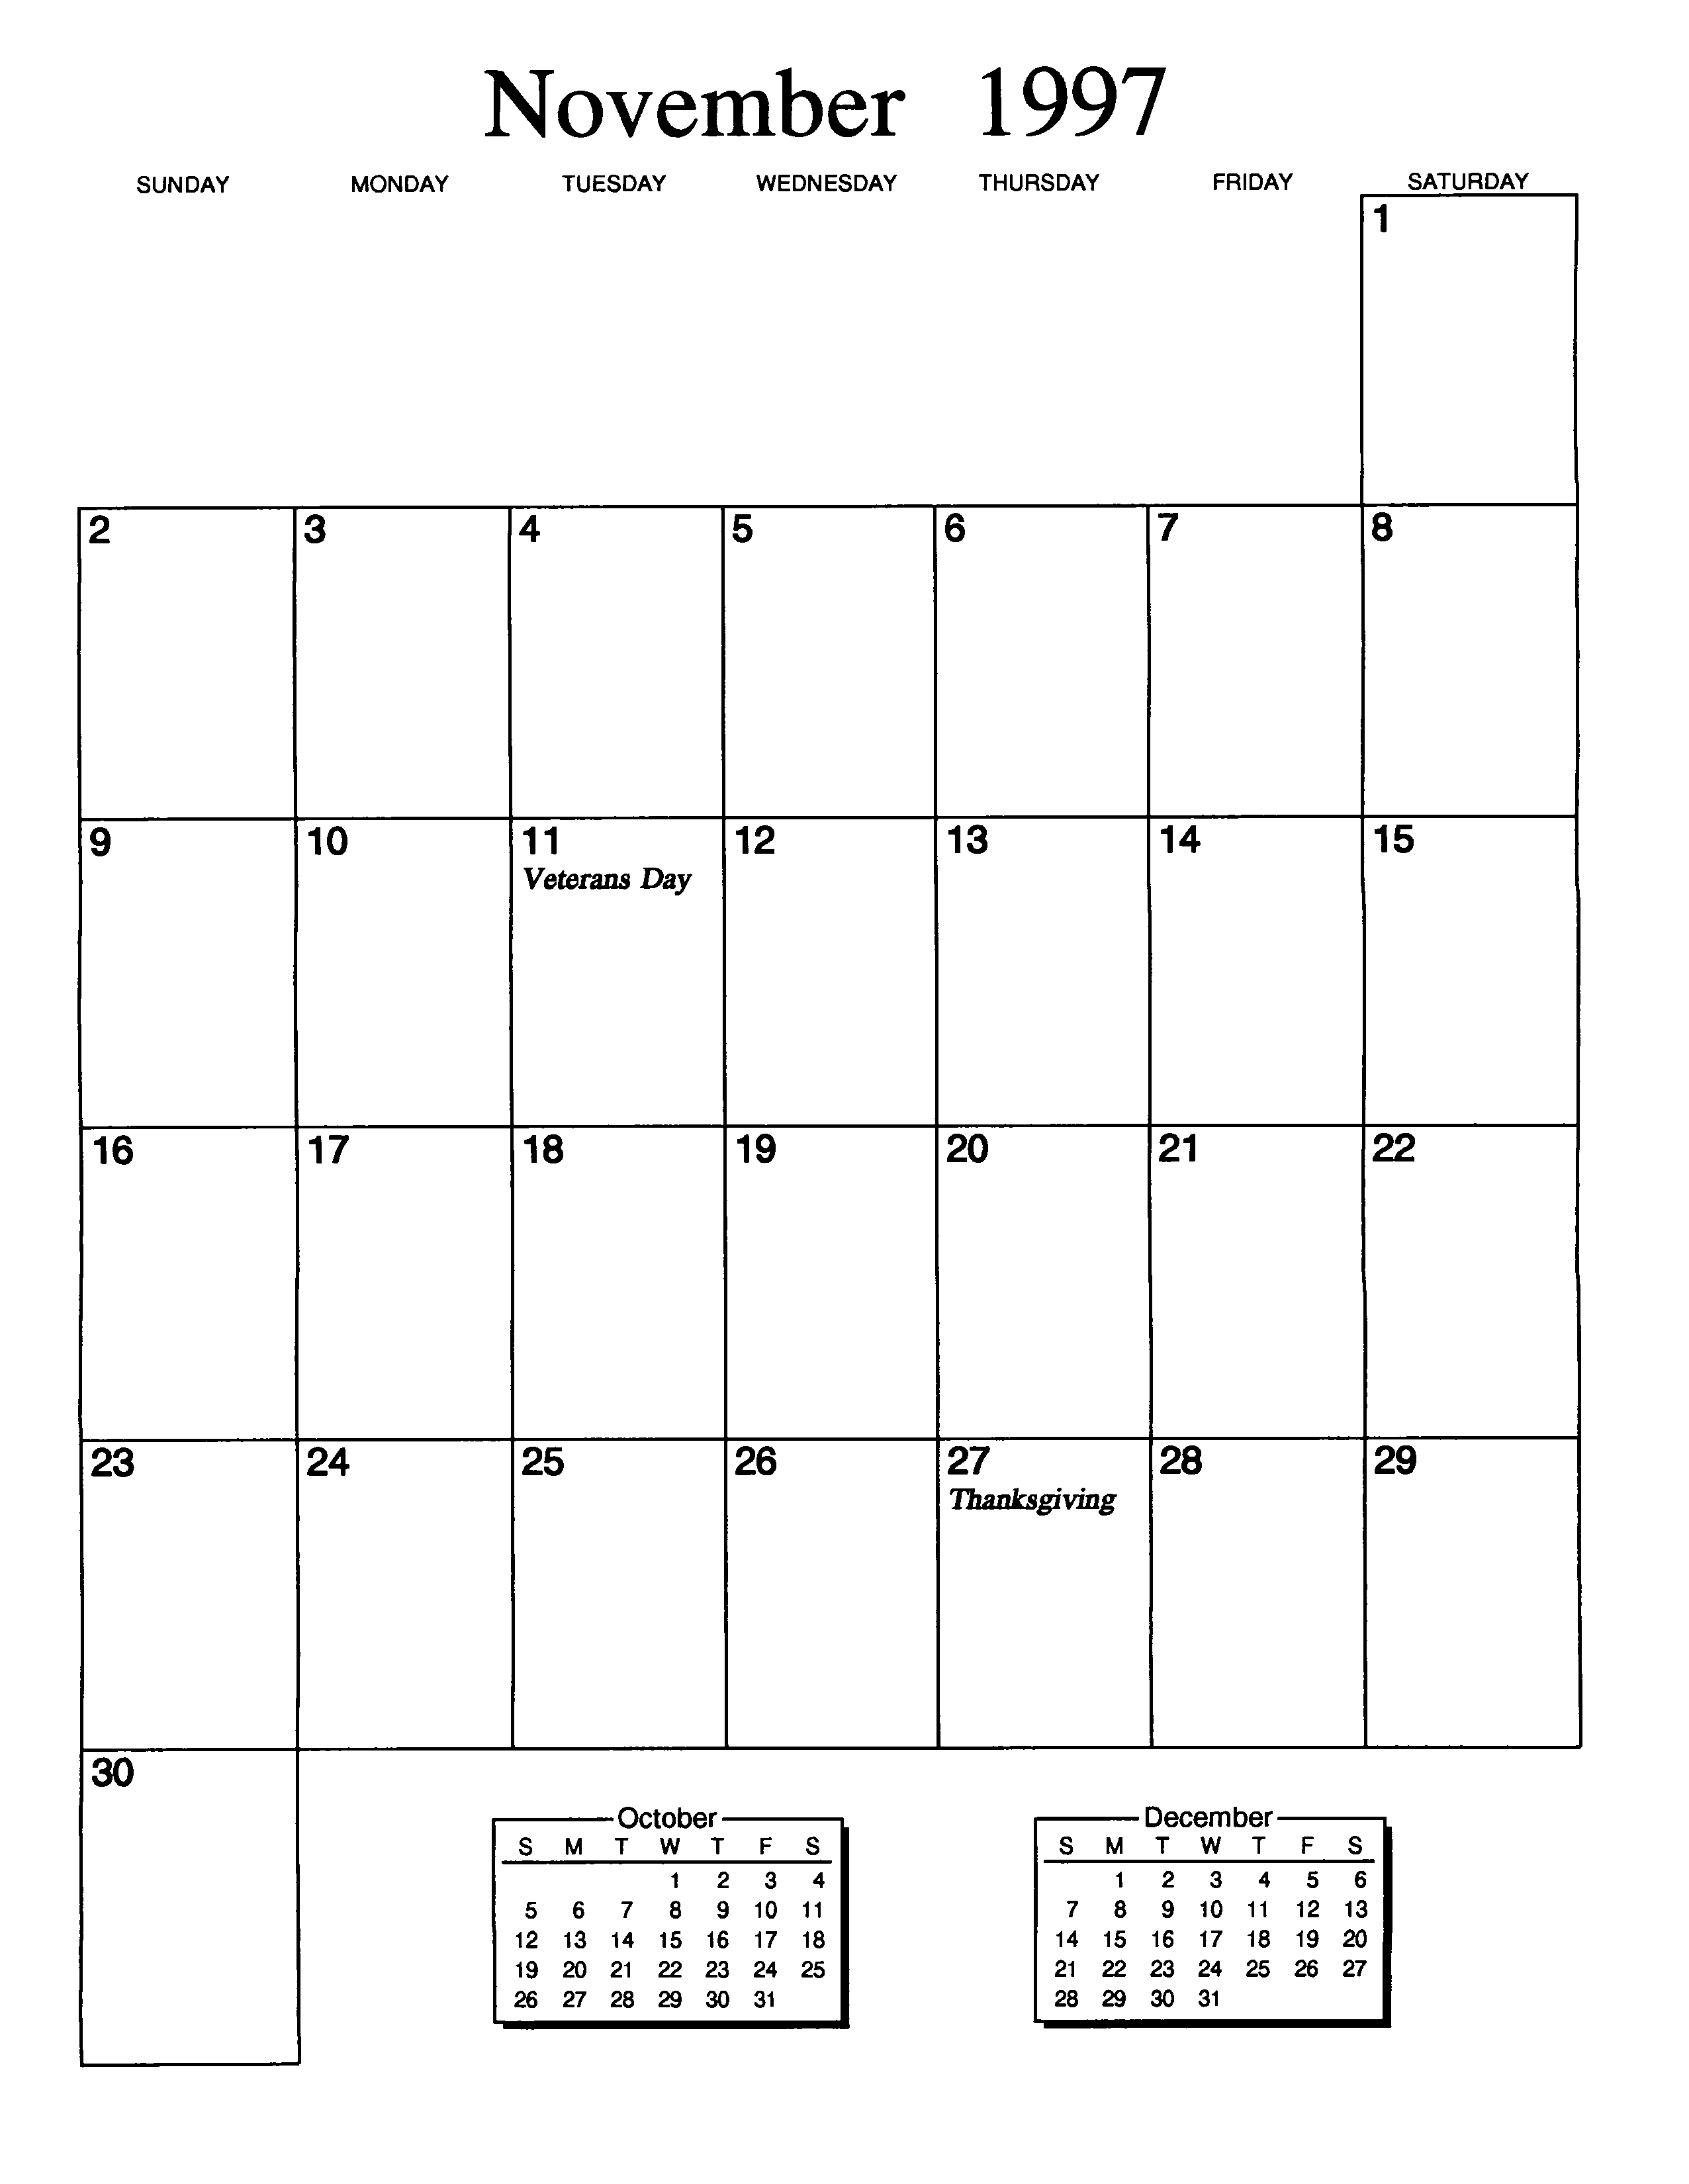 November 1997
SUNDAY MONDAY TUESDAY WEDNESDAY THURSDAY FRIDAY SATURDAY
1
2 3 4 5 6 7 8
9 10 11 12 13 14 15
Veterans Day
16 17 18 19 20 21 22
23 24 25 26 27 28 29
Thanksgiving
30
October
S M T W T F S
1 2 3 4
5 6 7 8 9 10 11
12 13 14 15 16 17 18
19 20 21 22 23 24 25
26 27 28 29 30 31
December
S M T W T F S
1 2 3 4 5 6
7 8 9 10 11 12 13
14 15 16 17 18 19 20
21 22 23 24 25 26 27
28 29 30 31